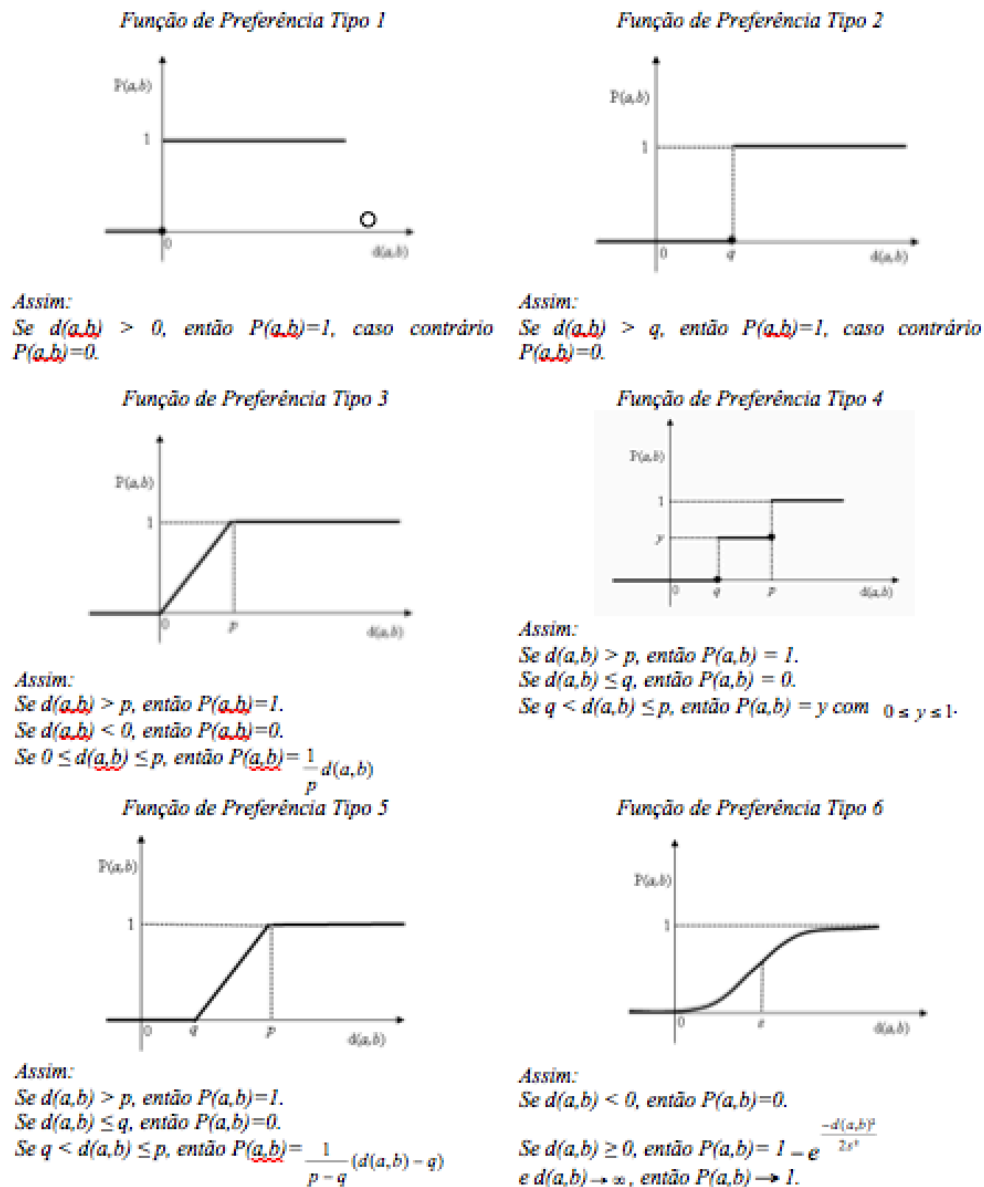 Função de Preferência Tipo 1
P(a,b)
1
0
d(a,b)
Assim:
Se d(a,b) > 0, então P(a,b)=1, caso contrário
P(a,b)=0.
Função de Preferência Tipo 2
P(a,b)
1
0 q
d(a,b)
Assim:
Se d(a,b) > q, então P(a,b)=1, caso contrário
P(a,b)=0.
Função de Preferência Tipo 3
P(a,b)
1
0 p
d(a,b)
Assim:
Se d(a,b) > p, então P(a,b)=1.
Se d(a,b) < 0, então P(a,b)=0.
Se 0 ≤ d(a,b) ≤ p, então P(a,b)= 1/p d(a,b)
Função de Preferência Tipo 4
P(a,b)
1
y
0 q p d(a,b)
Assim:
Se d(a,b) > p, então P(a,b) = 1.
Se d(a,b) ≤ q, então P(a,b) = 0.
Se q < d(a,b) ≤ p, então P(a,b) = y com 0 ≤ y ≤ 1.
Função de Preferência Tipo 5
P(a,b)
1
0 q p d(a,b)
Assim:
Se d(a,b) > p, então P(a,b)=1.
Se d(a,b) ≤ q, então P(a,b)=0.
Se q < d(a,b) ≤ p, então P(a,b)= 1/(p-q) (d(a,b) - q)
Função de Preferência Tipo 6
P(a,b)
1
0 s d(a,b)
Assim:
Se d(a,b) < 0, então P(a,b)=0.
Se d(a,b) ≥ 0, então P(a,b)= 1 - e^(-d(a,b)²/2s²)
e d(a,b) → ∞, então P(a,b) → 1.